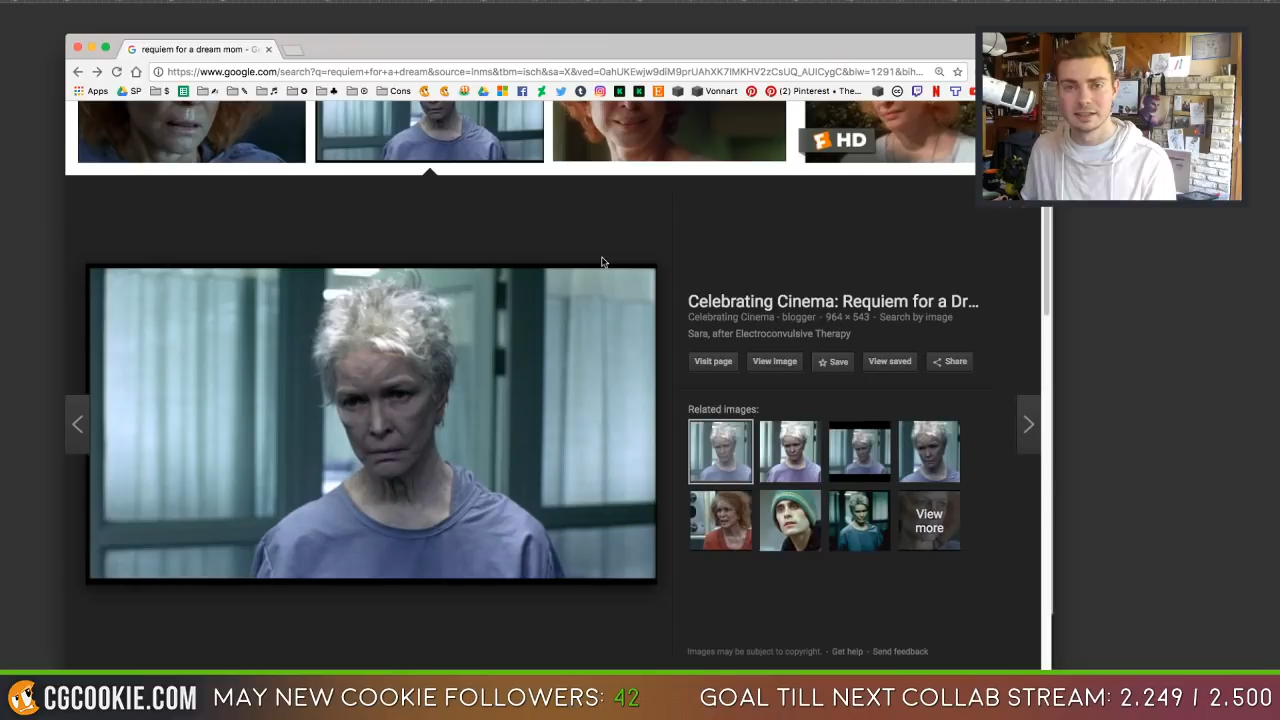 requiem for a dream mom - G
https://www.google.com/search?q=requiem+for+a+dream&source=lnms&tbm=isch&sa=X&ved=0ahUKEwjw9diM9prUAhXK7IMKHV2zCsUQ_AUICygC&biw=1291&bih...
Apps SP $ Cons Vonnart (2) Pinterest • The...
HD
Celebrating Cinema: Requiem for a Dr...
Celebrating Cinema - blogger - 964 × 543 - Search by image
Sara, after Electroconvulsive Therapy
Visit page View image Save View saved Share
Related images:
View
more
Images may be subject to copyright. - Get help - Send feedback
CGCOOKIE.COM MAY NEW COOKIE FOLLOWERS: 42 GOAL TILL NEXT COLLAB STREAM: 2.249 / 2.500